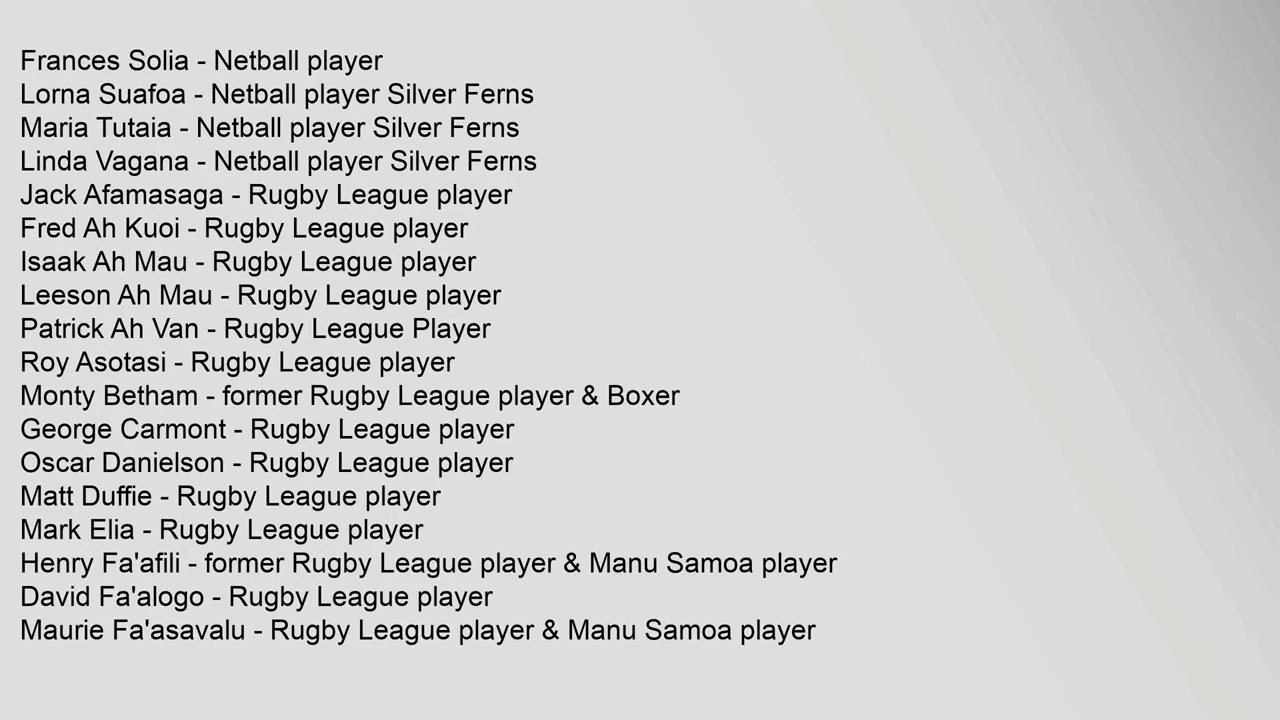 Frances Solia - Netball player
Lorna Suafoa - Netball player Silver Ferns
Maria Tutaia - Netball player Silver Ferns
Linda Vagana - Netball player Silver Ferns
Jack Afamasaga - Rugby League player
Fred Ah Kuoi - Rugby League player
Isaak Ah Mau - Rugby League player
Leeson Ah Mau - Rugby League player
Patrick Ah Van - Rugby League Player
Roy Asotasi - Rugby League player
Monty Betham - former Rugby League player & Boxer
George Carmont - Rugby League player
Oscar Danielson - Rugby League player
Matt Duffie - Rugby League player
Mark Elia - Rugby League player
Henry Fa'afili - former Rugby League player & Manu Samoa player
David Fa'alogo - Rugby League player
Maurie Fa'asavalu - Rugby League player & Manu Samoa player